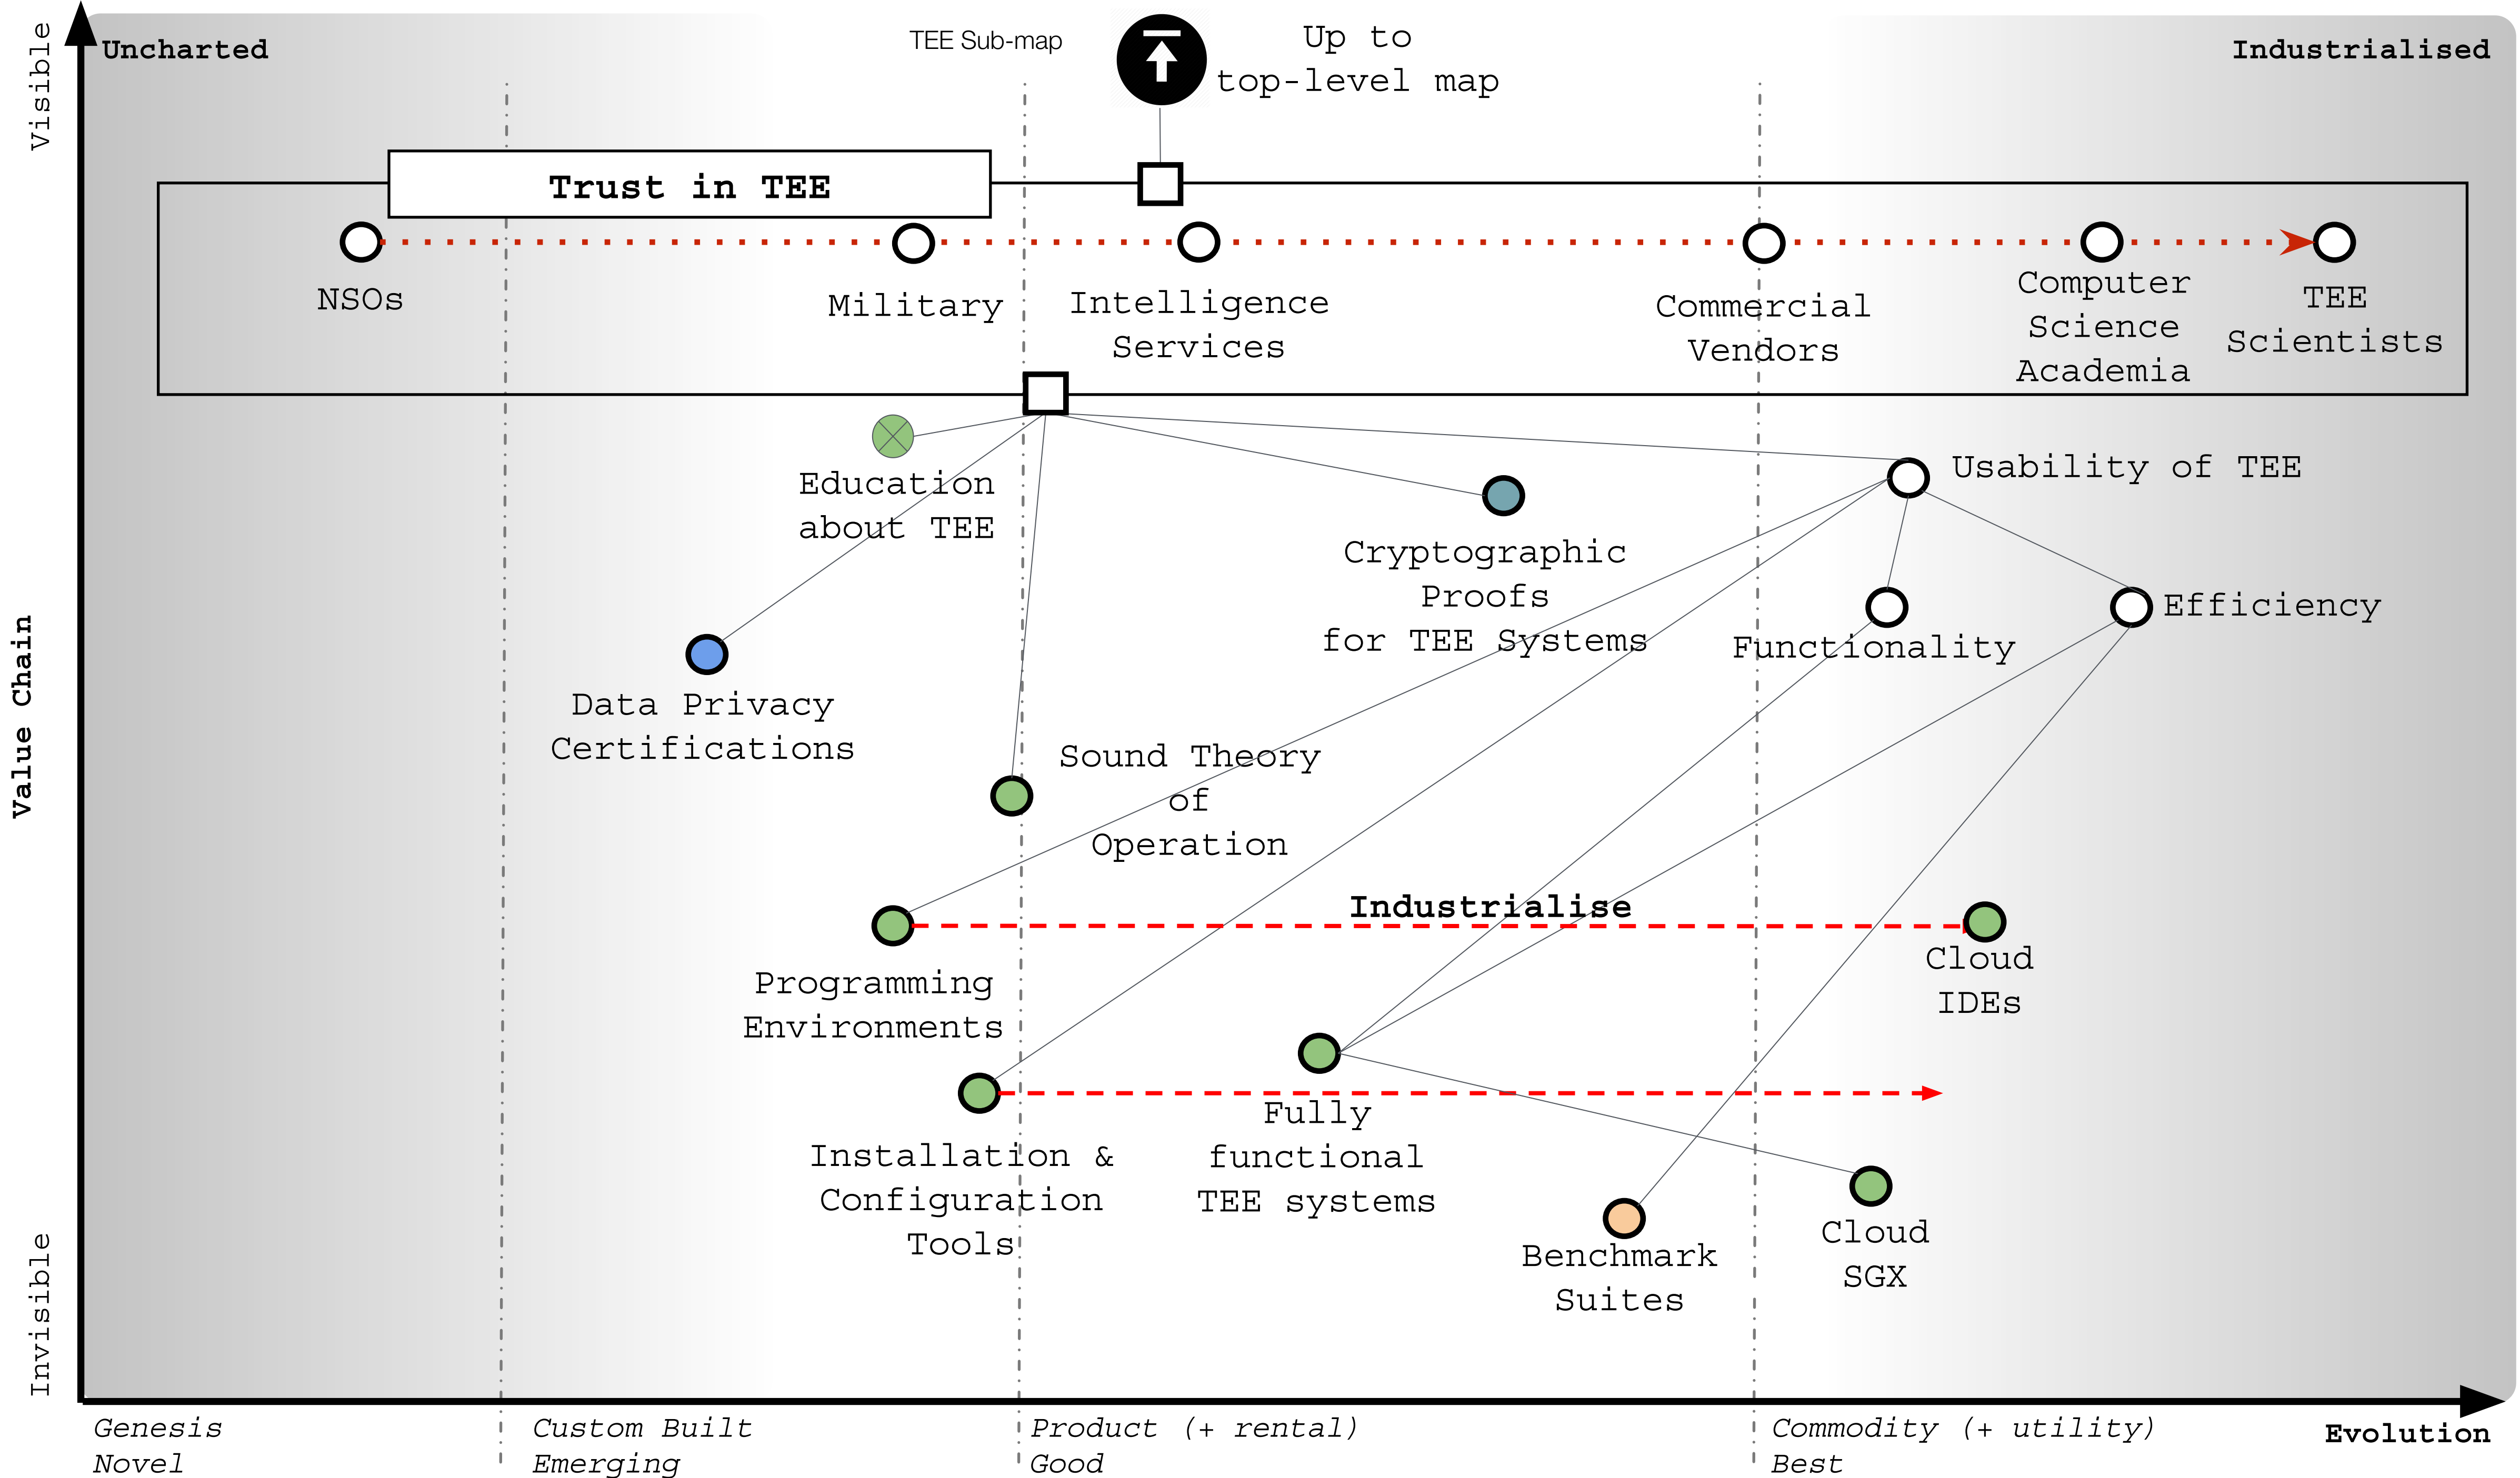 Visible
Uncharted
TEE Sub-map
Up to
top-level map
Industrialised
Trust in TEE
NSOs
Military
Intelligence
Services
Commercial
Vendors
Computer
Science
Academia
TEE
Scientists
Education
about TEE
Usability of TEE
Cryptographic
Proofs
for TEE Systems
Functionality
Efficiency
Value Chain
Data Privacy
Certifications
Sound Theory
of
Operation
Industrialise
Programming
Environments
Cloud
IDEs
Installation &
Configuration
Tools
Fully
functional
TEE systems
Benchmark
Suites
Cloud
SGX
Invisible
Genesis
Novel
Custom Built
Emerging
Product (+ rental)
Good
Commodity (+ utility)
Best
Evolution